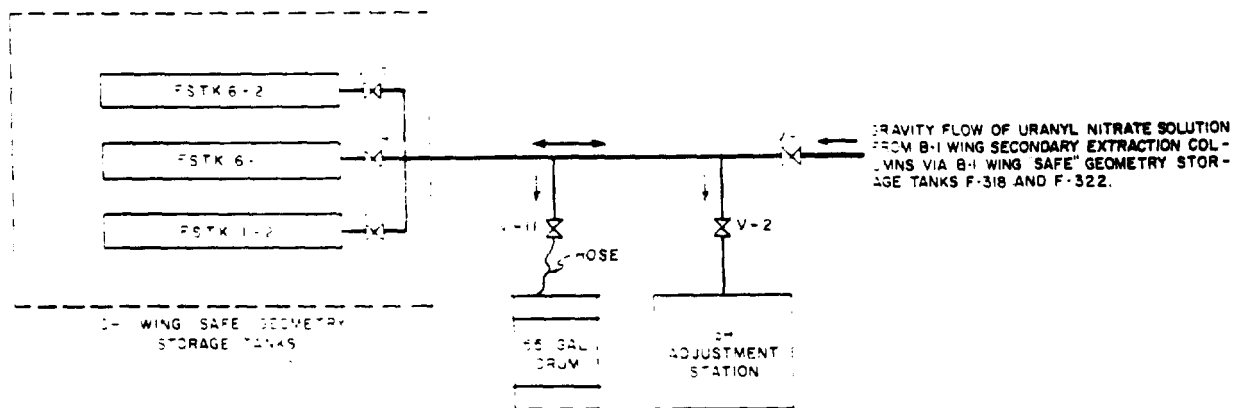 FSTK 6-2
FSTK 6-
FSTK 1-2
WING SAFE GEOMETRY
STORAGE TANKS
V-11
HOSE
55 GAL
DRUM
V-2
ADJUSTMENT
STATION
GRAVITY FLOW OF URANYL NITRATE SOLUTION
FROM B-1 WING SECONDARY EXTRACTION COL-
UMNS VIA B-1 WING "SAFE" GEOMETRY STOR-
AGE TANKS F-318 AND F-322.